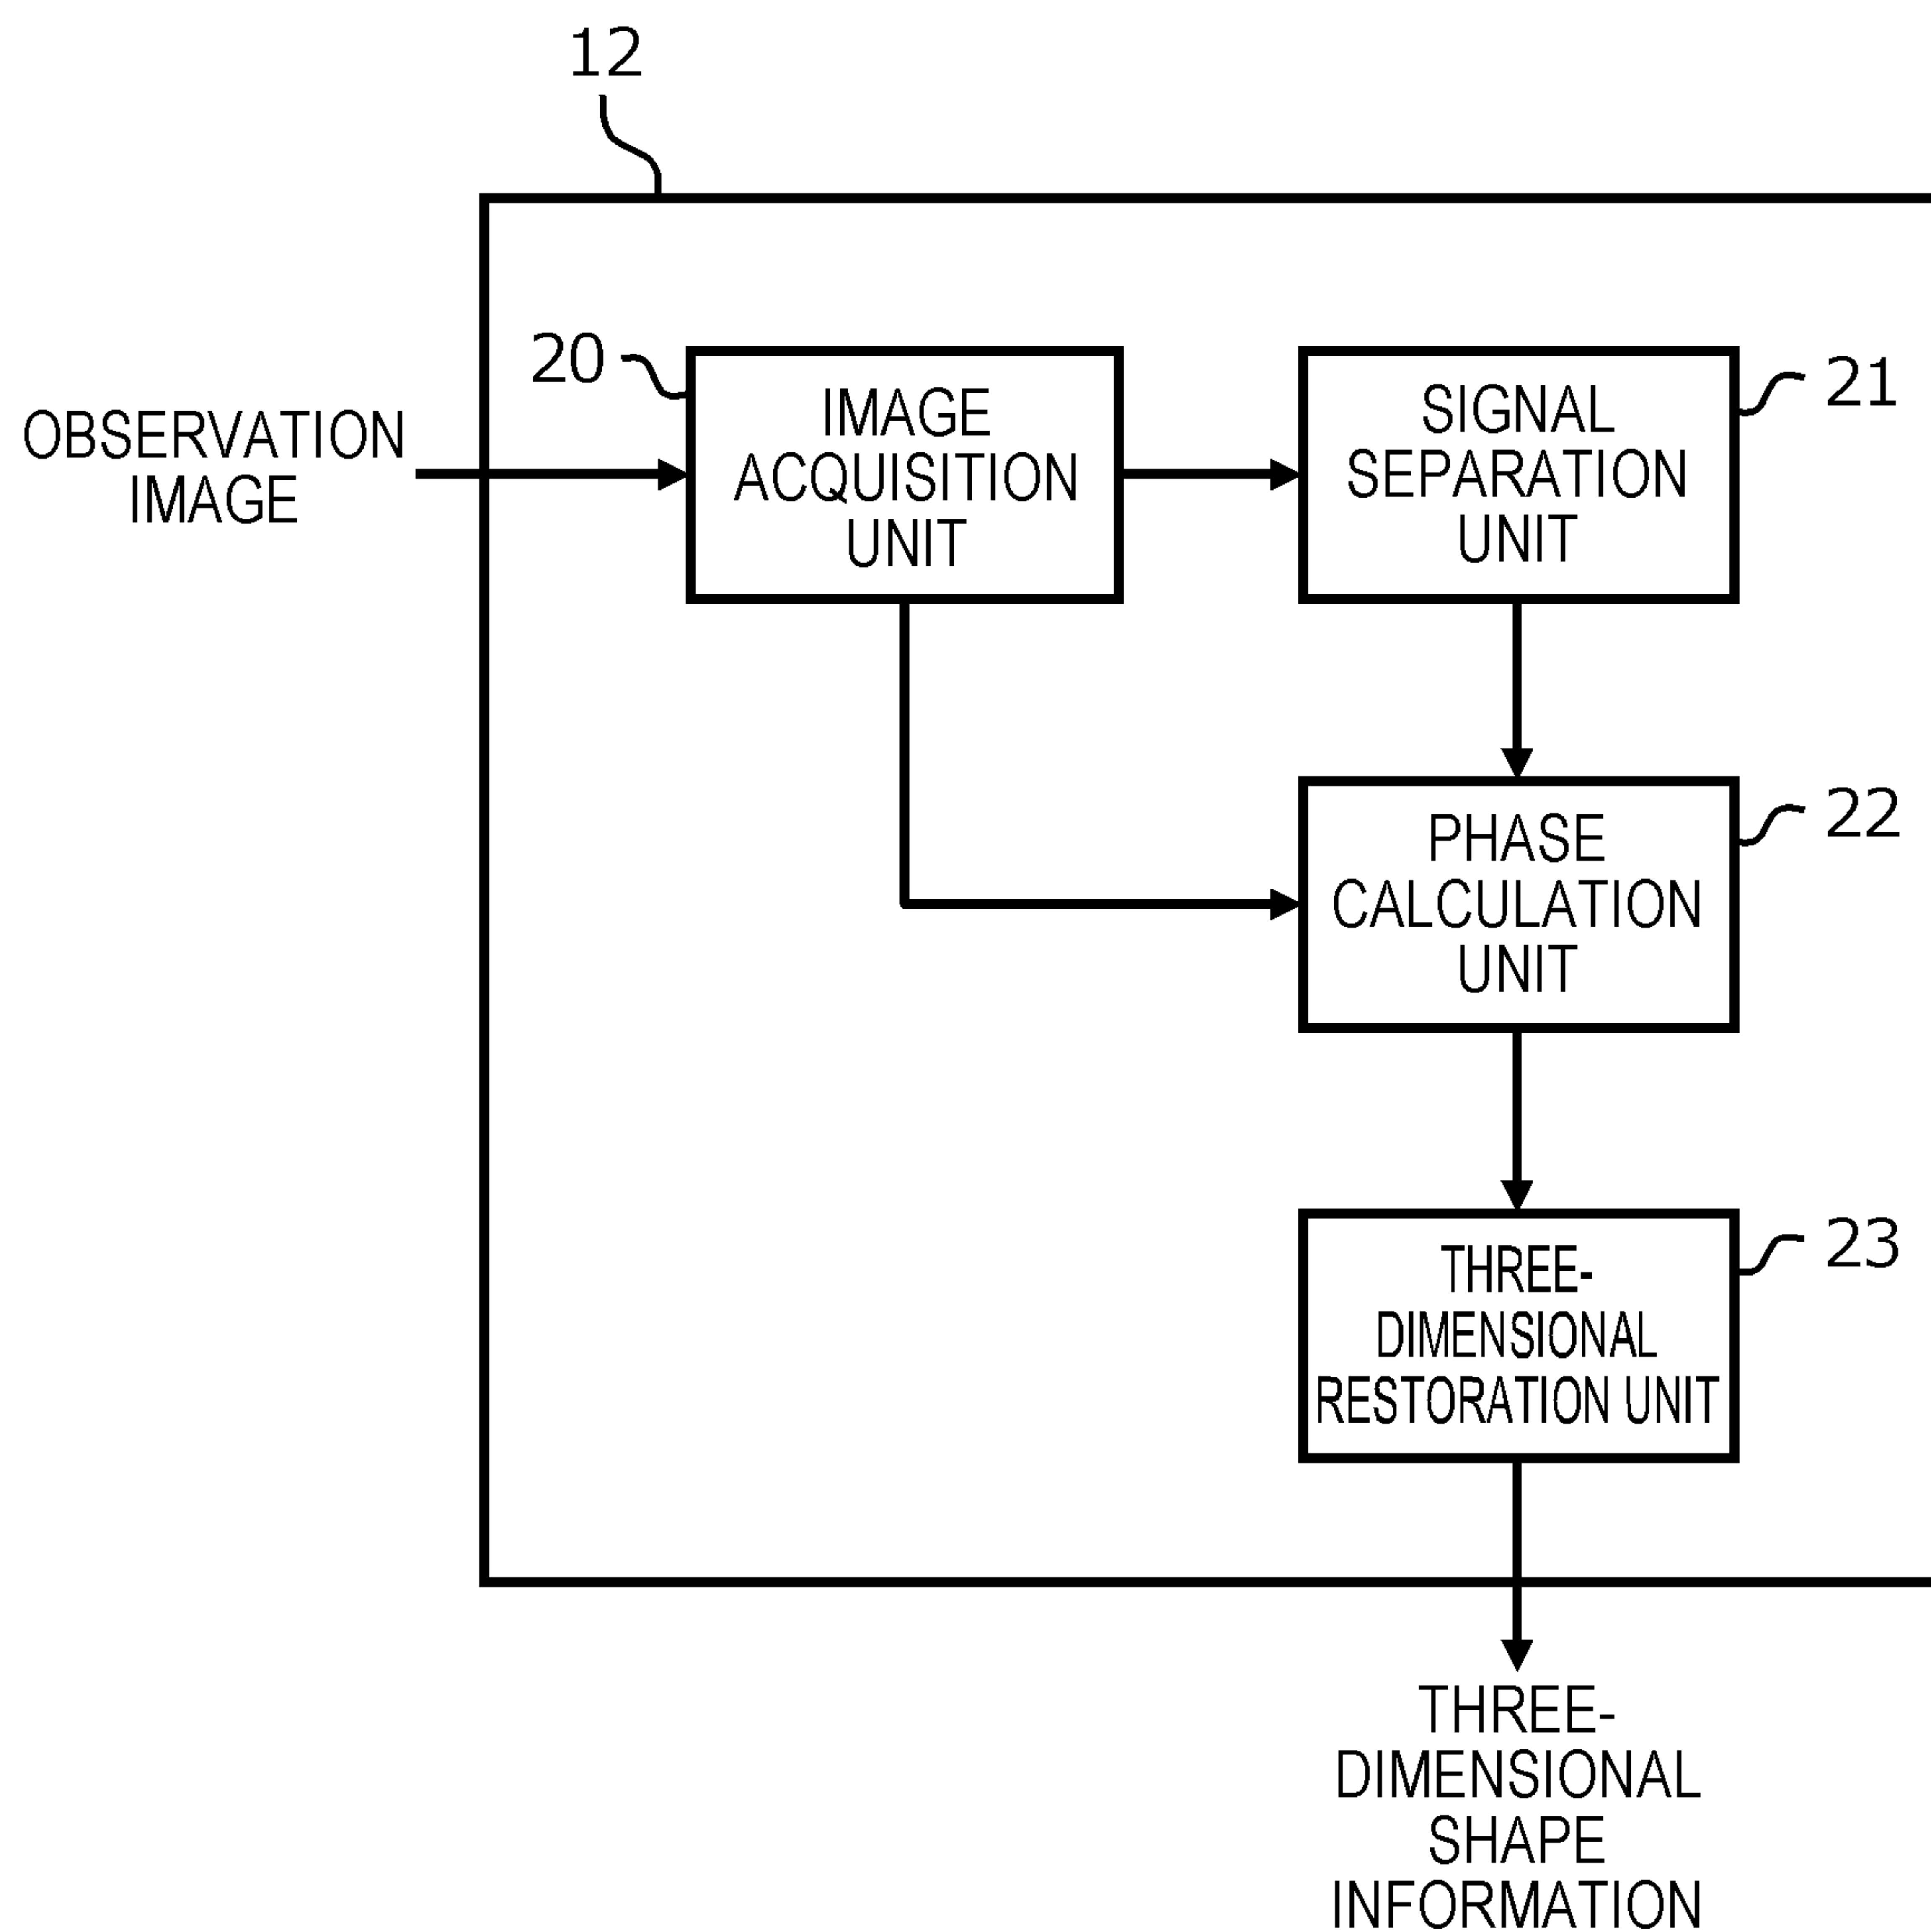 12
20
IMAGE
ACQUISITION
UNIT
SIGNAL
SEPARATION
UNIT
21
OBSERVATION
IMAGE
PHASE
CALCULATION
UNIT
22
THREE-
DIMENSIONAL
RESTORATION UNIT
23
THREE-
DIMENSIONAL
SHAPE
INFORMATION